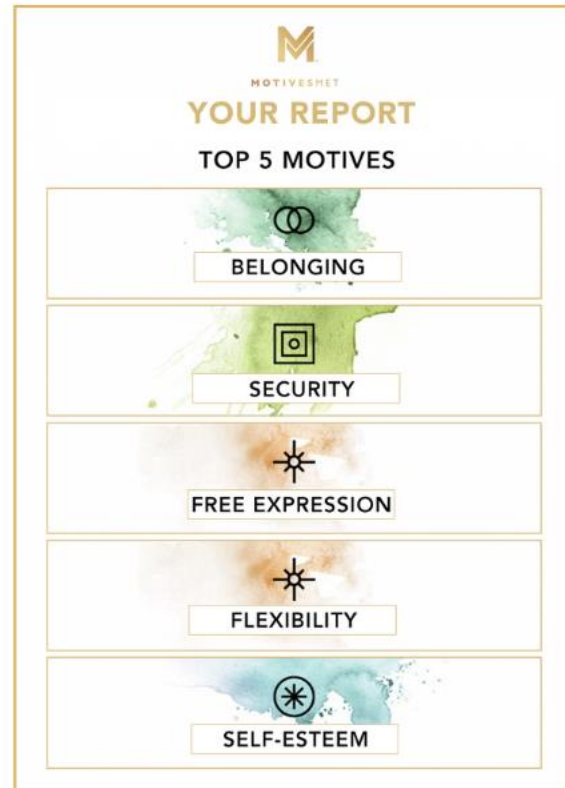 MOTIVESMET
YOUR REPORT
TOP 5 MOTIVES
BELONGING
SECURITY
FREE EXPRESSION
FLEXIBILITY
SELF-ESTEEM